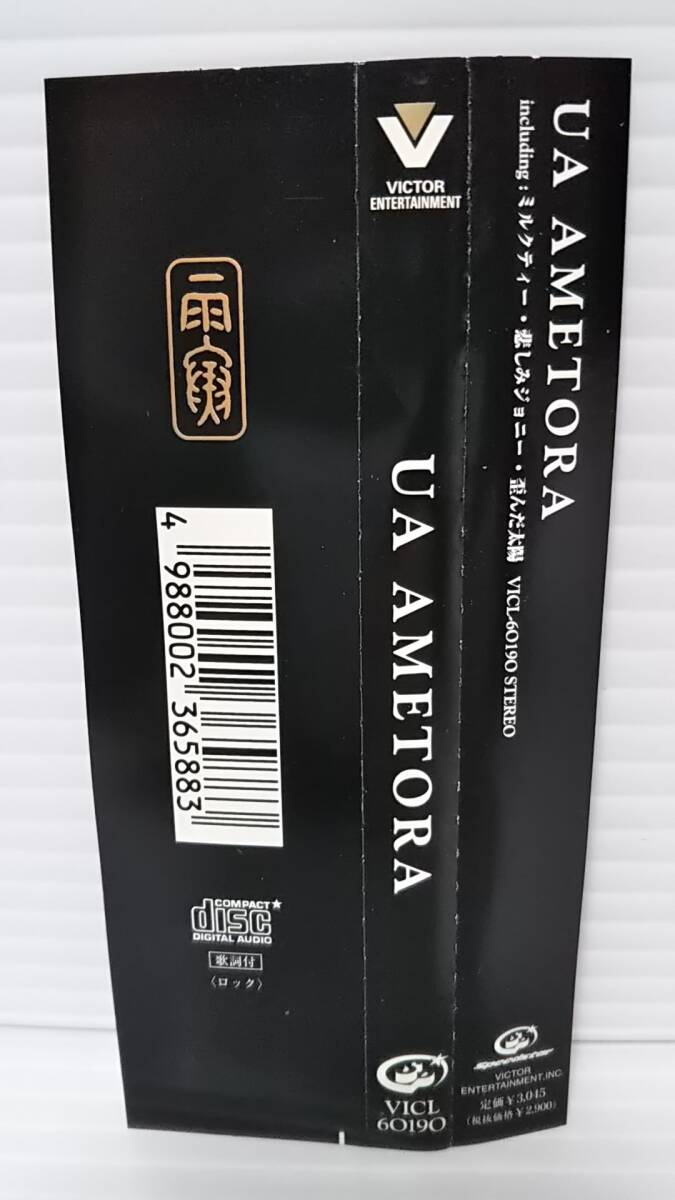 UA AMETORA
including:ミルクティー・悲しみジョニー・歪んだ太陽 VICL-60190 STEREO
speedstar
VICTOR
ENTERTAINMENT,INC.
定価¥3,045
(税抜価格¥2,900)
VICTOR
ENTERTAINMENT
UA AMETORA
VICL
60190
雨寅
4 988002 365883
COMPACT
disc
DIGITAL AUDIO
歌詞付
〈ロック〉